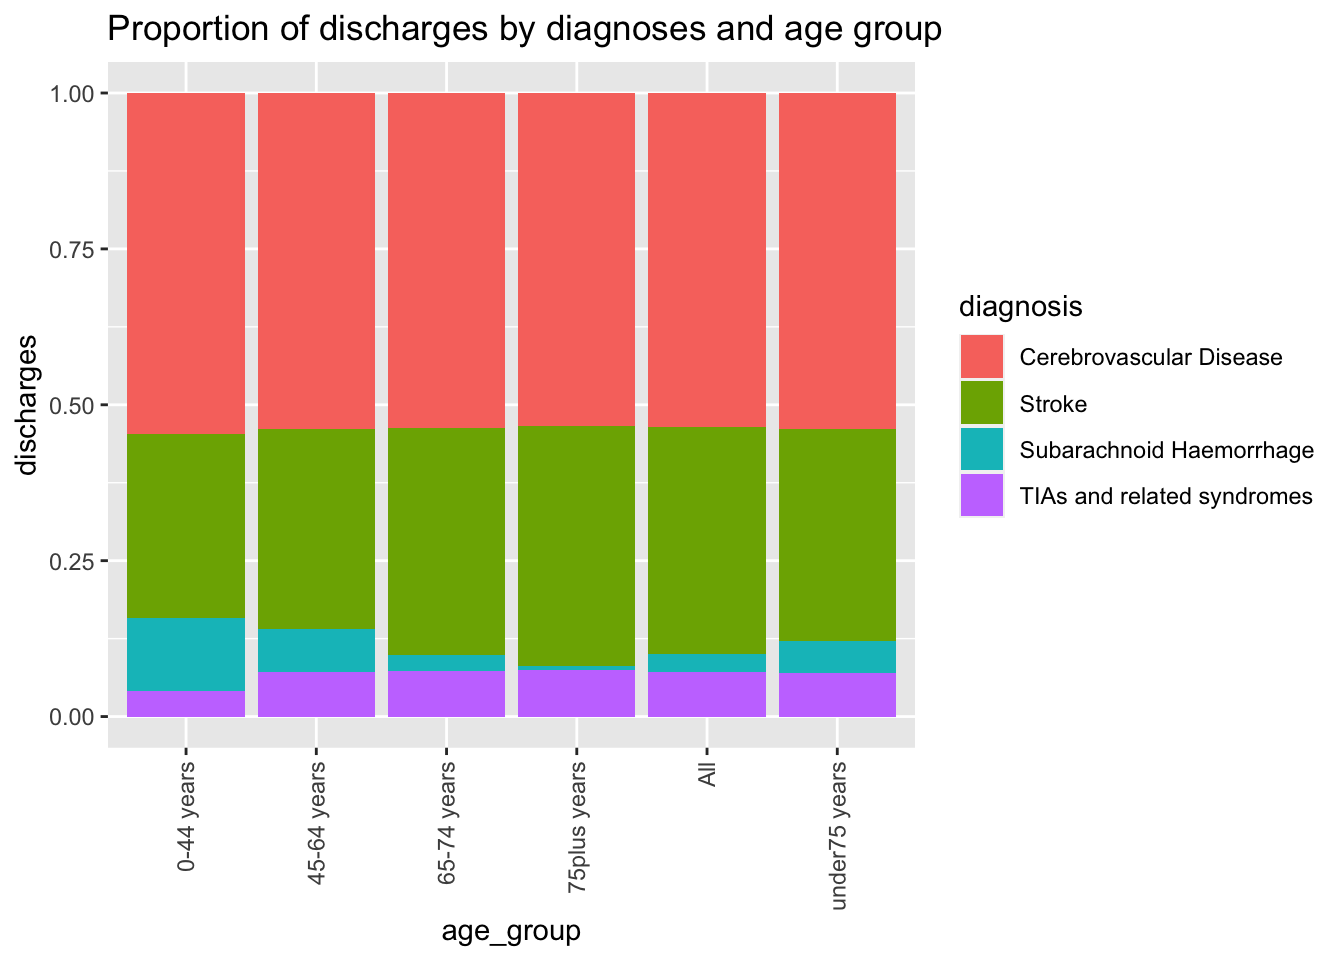 Proportion of discharges by diagnoses and age group
1.00
0.75
0.50
0.25
0.00
discharges
0-44 years
45-64 years
65-74 years
75plus years
All
under75 years
age_group
diagnosis
Cerebrovascular Disease
Stroke
Subarachnoid Haemorrhage
TIAs and related syndromes